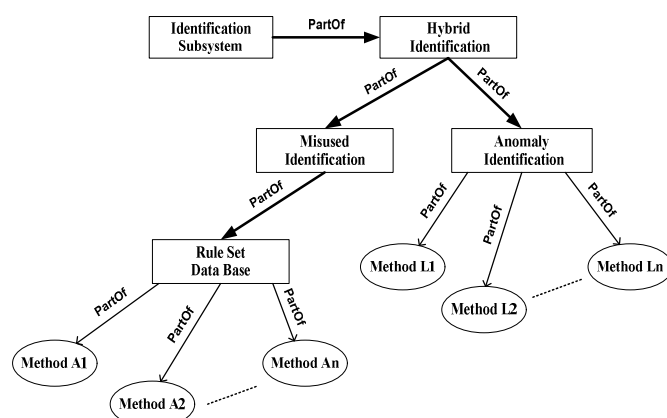 Identification
Subsystem
PartOf
Hybrid
Identification
PartOf
PartOf
Misused
Identification
Anomaly
Identification
PartOf
PartOf
PartOf
PartOf
Rule Set
Data Base
Method L1
Method Ln
Method L2
PartOf
PartOf
PartOf
Method A1
Method An
Method A2